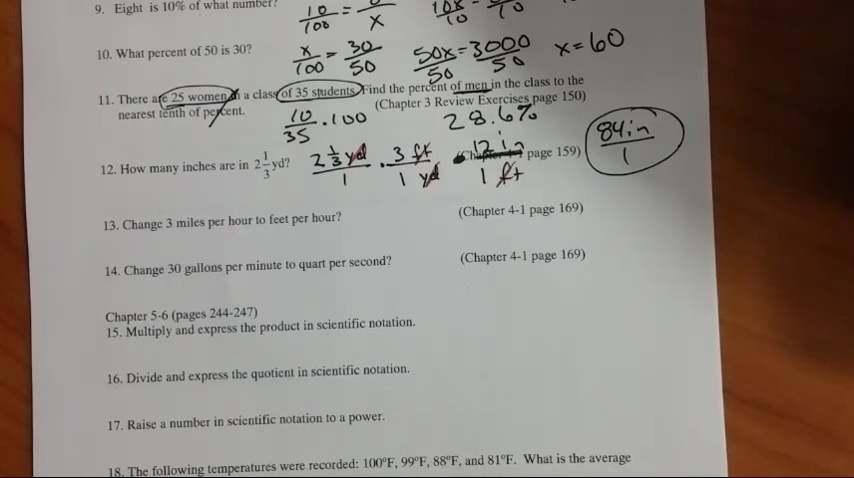 9. Eight is 10% of what number?
10/100 = /x
10x/10
10. What percent of 50 is 30?
x/100 = 30/50
50x/50 = 3000/50
x = 60
11. There are 25 women in a class of 35 students. Find the percent of men in the class to the
nearest tenth of percent. (Chapter 3 Review Exercises page 150)
10/35 · 100
28.6%
12. How many inches are in 2 1/3 yd? (Chapter page 159)
2 1/3 yd/1 · 3 ft/1 yd · 12 in/1 ft
84 in/1
13. Change 3 miles per hour to feet per hour? (Chapter 4-1 page 169)
14. Change 30 gallons per minute to quart per second? (Chapter 4-1 page 169)
Chapter 5-6 (pages 244-247)
15. Multiply and express the product in scientific notation.
16. Divide and express the quotient in scientific notation.
17. Raise a number in scientific notation to a power.
18. The following temperatures were recorded: 100ºF, 99ºF, 88ºF, and 81ºF. What is the average